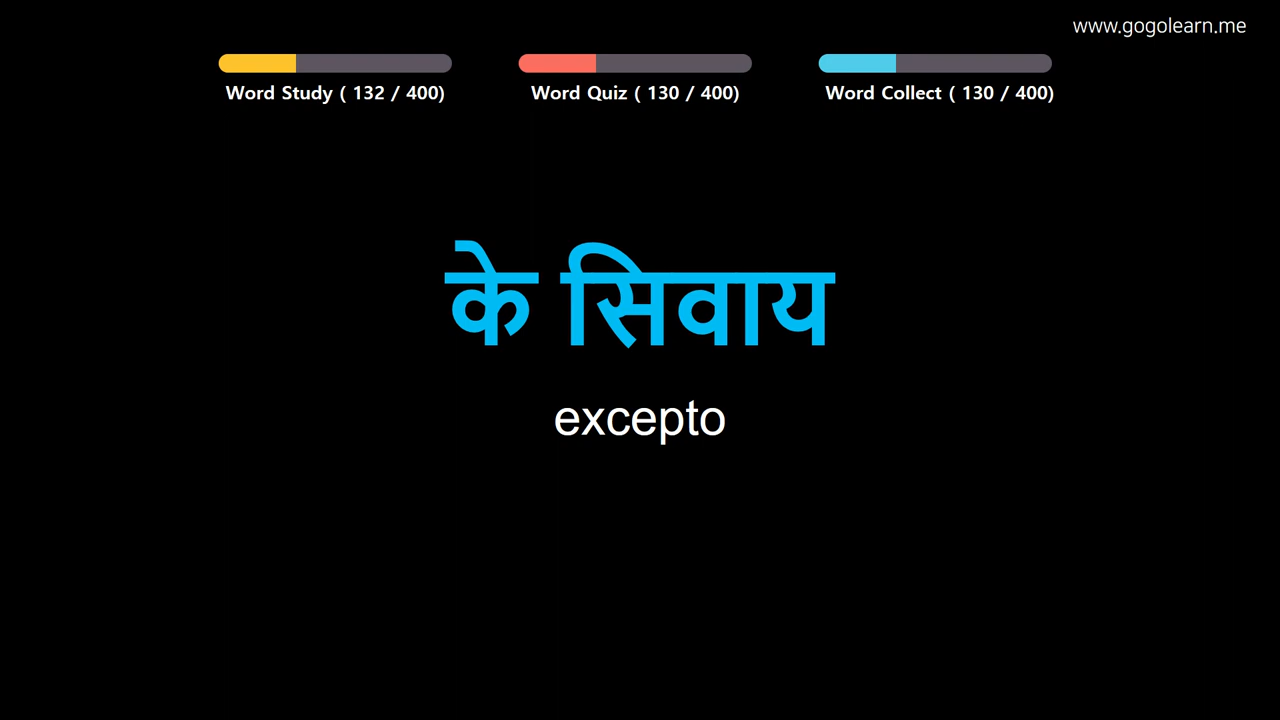 www.gogolearn.me
Word Study ( 132 / 400)
Word Quiz ( 130 / 400)
Word Collect ( 130 / 400)
के सिवाय
excepto